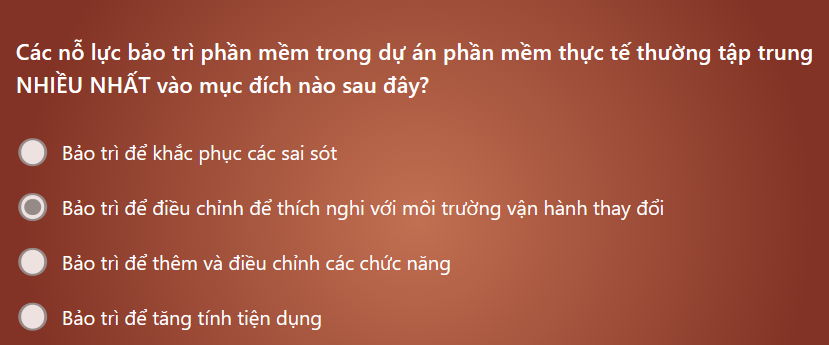 Các nỗ lực bảo trì phần mềm trong dự án phần mềm thực tế thường tập trung
NHIỀU NHẤT vào mục đích nào sau đây?
Bảo trì để khắc phục các sai sót
Bảo trì để điều chỉnh để thích nghi với môi trường vận hành thay đổi
Bảo trì để thêm và điều chỉnh các chức năng
Bảo trì để tăng tính tiện dụng